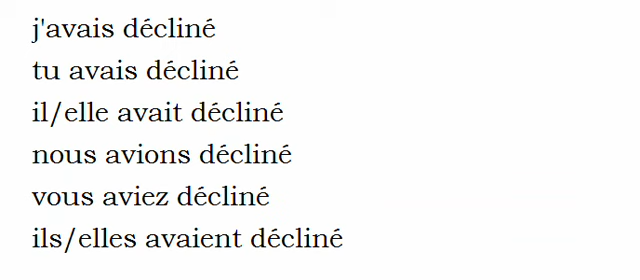 j'avais décliné
tu avais décliné
il/elle avait décliné
nous avions décliné
vous aviez décliné
ils/elles avaient décliné